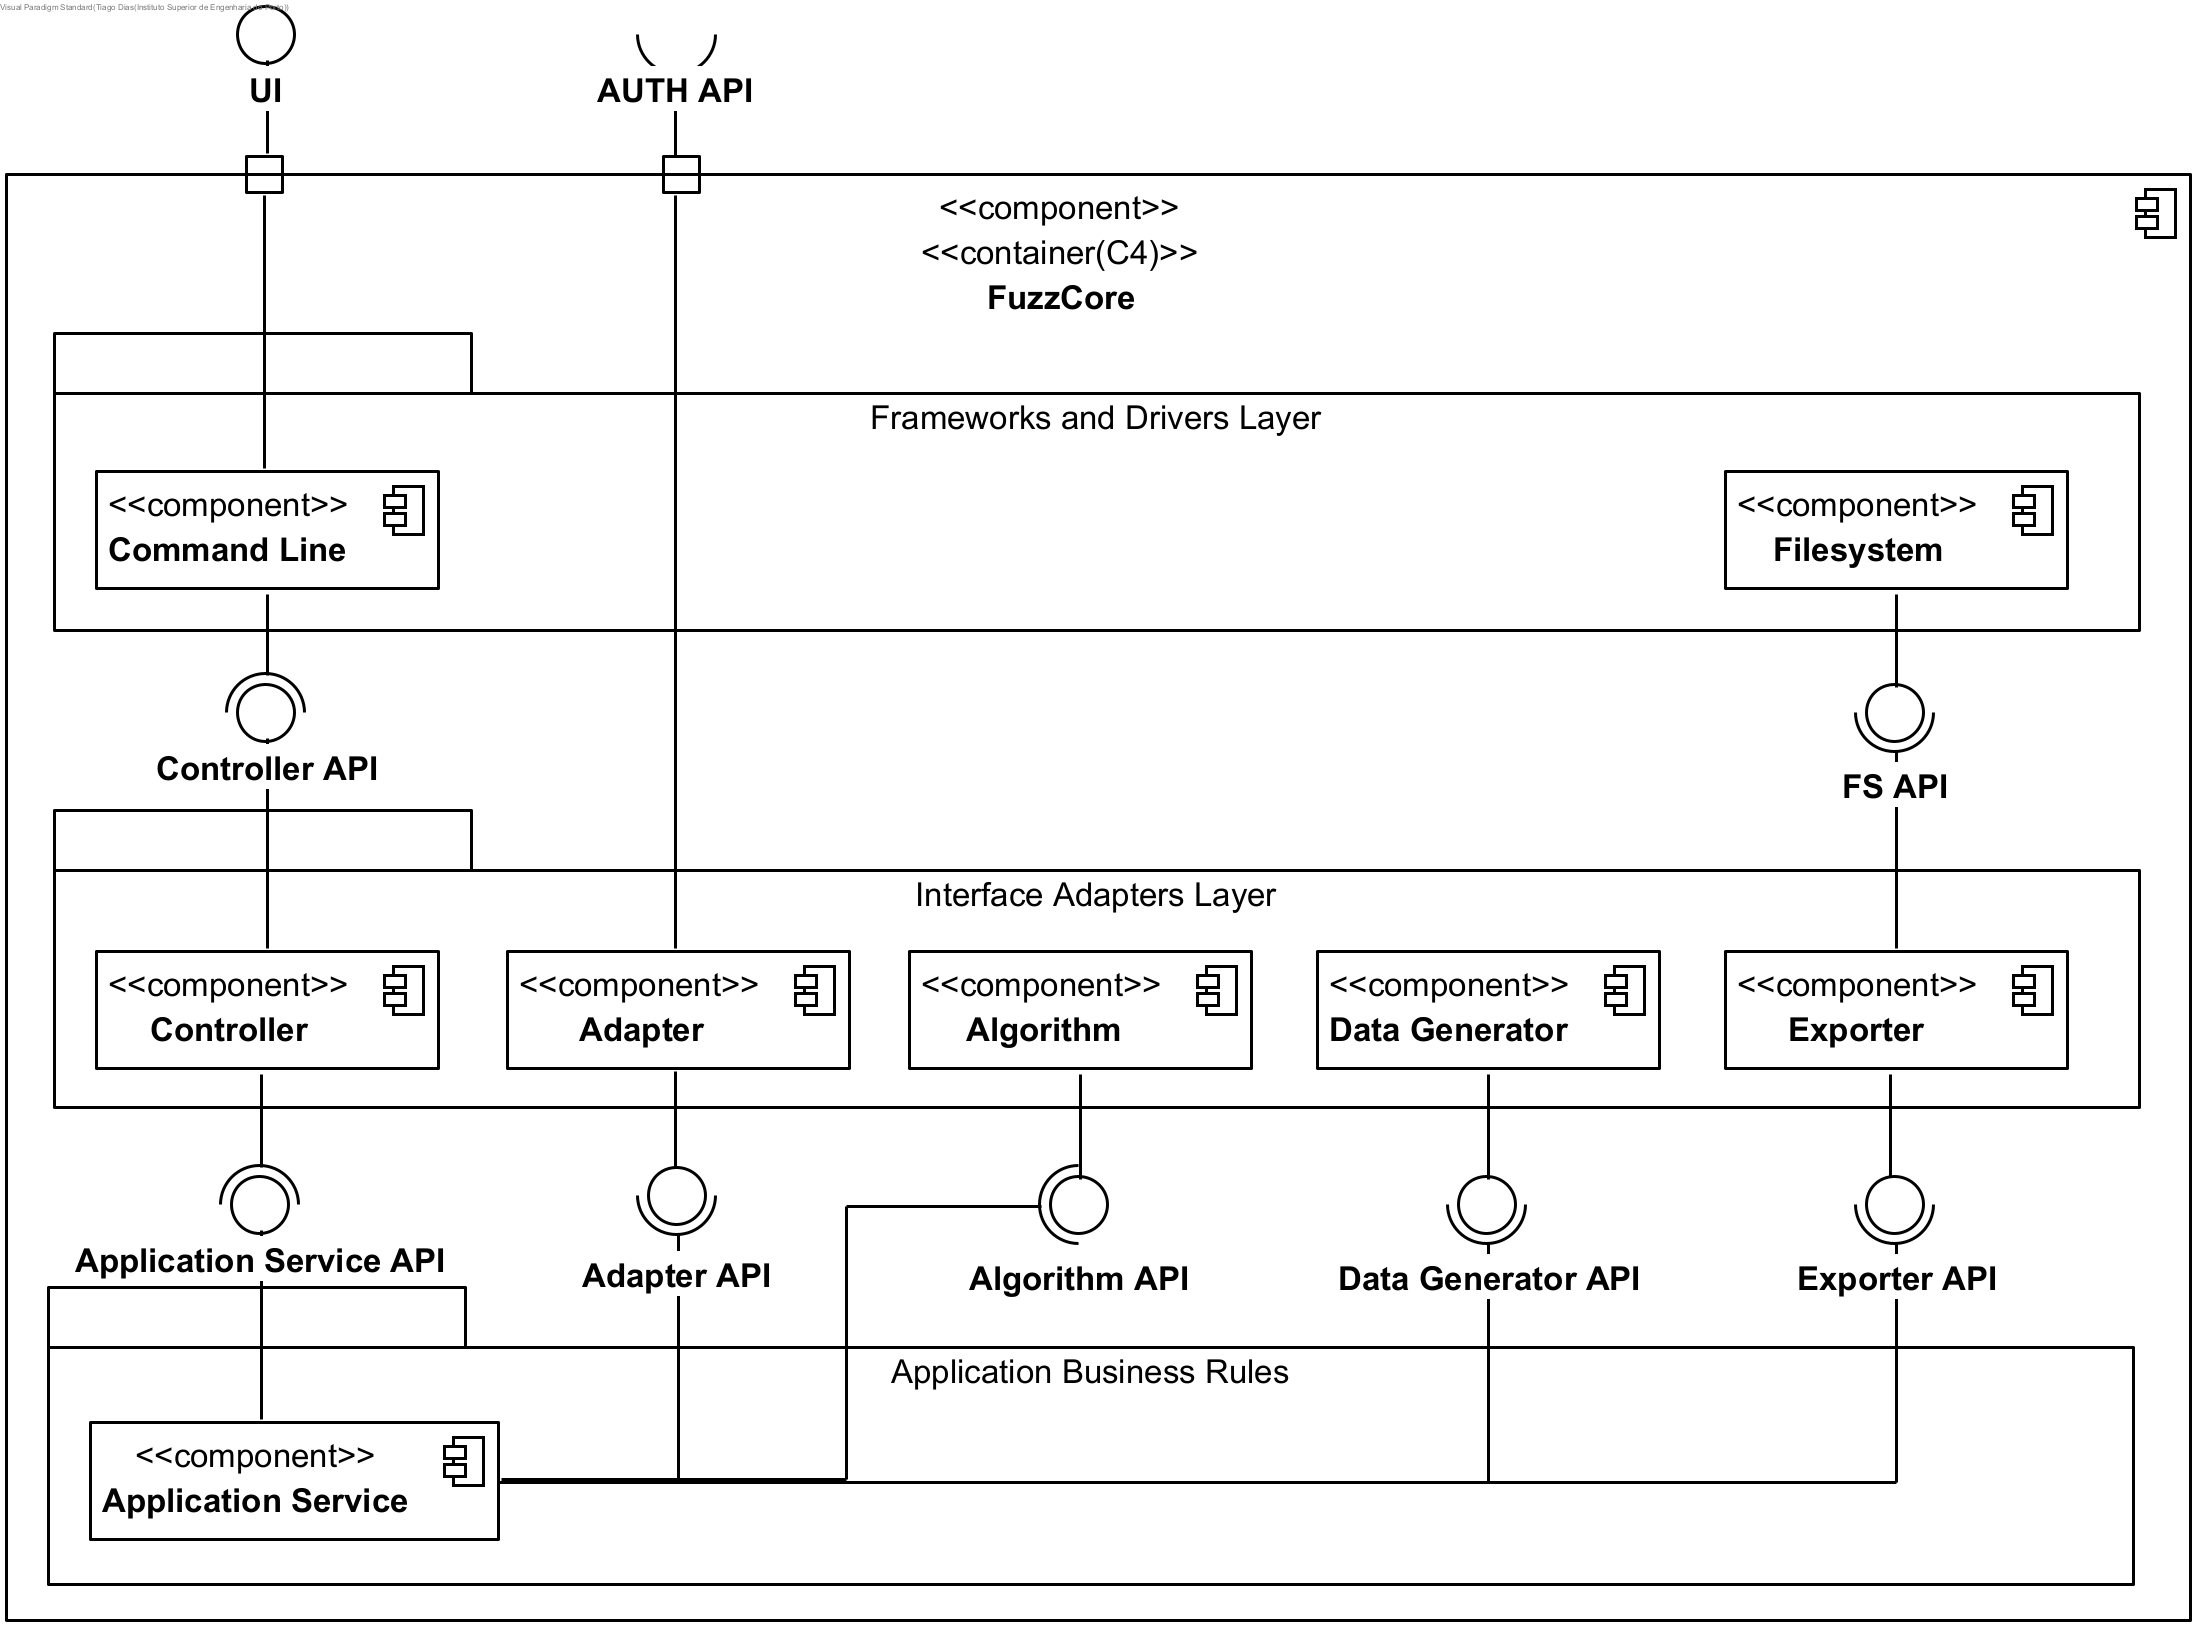 Visual Paradigm Standard(Tiago Dias(Instituto Superior de Engenharia do Porto))
UI
AUTH API
<<component>>
<<container(C4)>>
FuzzCore
Frameworks and Drivers Layer
<<component>>
Command Line
<<component>>
Filesystem
Controller API
FS API
Interface Adapters Layer
<<component>>
Controller
<<component>>
Adapter
<<component>>
Algorithm
<<component>>
Data Generator
<<component>>
Exporter
Application Service API
Adapter API
Algorithm API
Data Generator API
Exporter API
Application Business Rules
<<component>>
Application Service